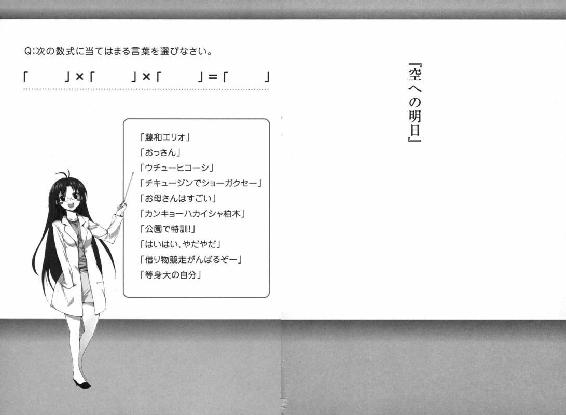 Q:次の数式に当てはまる言葉を選びなさい。
「　　」×「　　」×「　　」=「　　」
「藤和エリオ」
「おっさん」
「ウチューヒコーシ」
「チキュージンでショーガクセー」
「お母さんはすごい」
「カンキョーハカイシャ柏木」
「公園で特訓!」
「はいはい、やだやだ」
「借り物競走がんばるぞー」
「等身大の自分」
『空への明日』